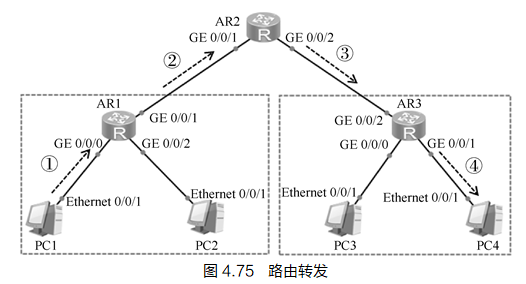 AR2
GE 0/0/1
GE 0/0/2
②
③
AR1
AR3
GE 0/0/1
GE 0/0/2
GE 0/0/0
GE 0/0/2
GE 0/0/0
GE 0/0/1
①
④
Ethernet 0/0/1
Ethernet 0/0/1
Ethernet 0/0/1
Ethernet 0/0/1
PC1
PC2
PC3
PC4
R
R
R
图 4.75 路由转发